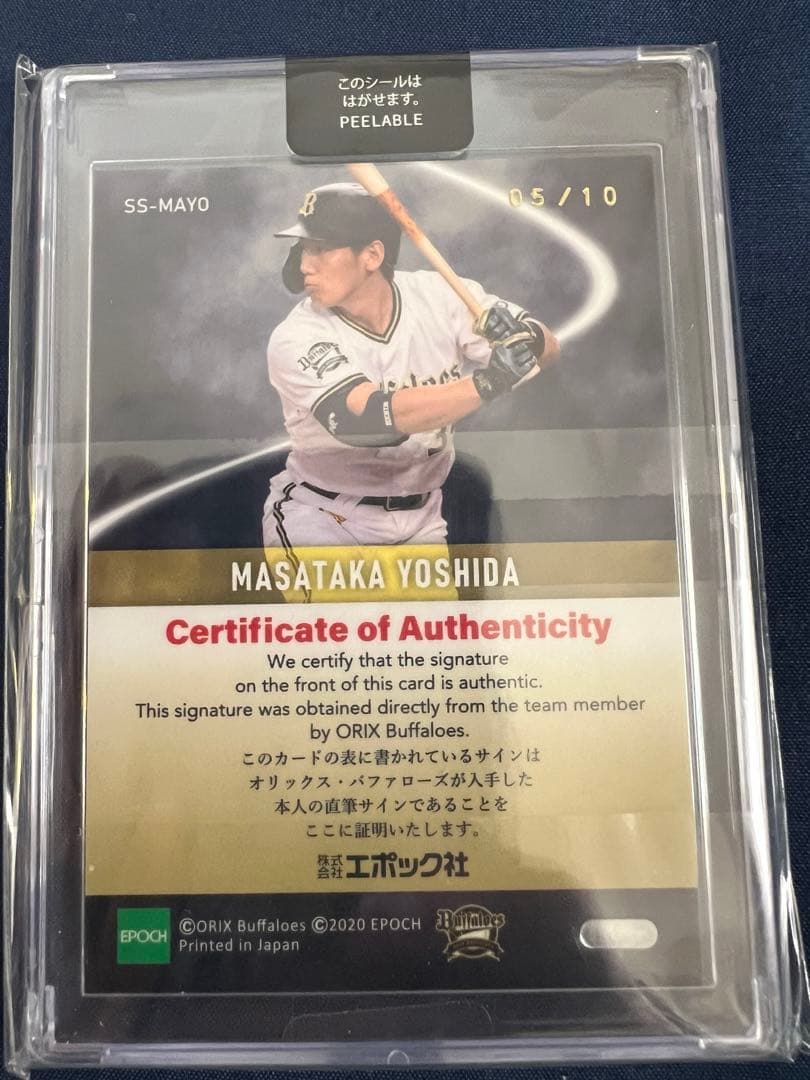 このシールは
はがせます。
PEELABLE
SS-MAYO
05/10
B
Buffaloes
MASATAKA YOSHIDA
Certificate of Authenticity
We certify that the signature
on the front of this card is authentic.
This signature was obtained directly from the team member
by ORIX Buffaloes.
このカードの表に書かれているサインは
オリックス・バファローズが入手した
本人の直筆サインであることを
ここに証明いたします。
株式会社エポック社
EPOCH
©ORIX Buffaloes ©2020 EPOCH
Printed in Japan
Buffaloes